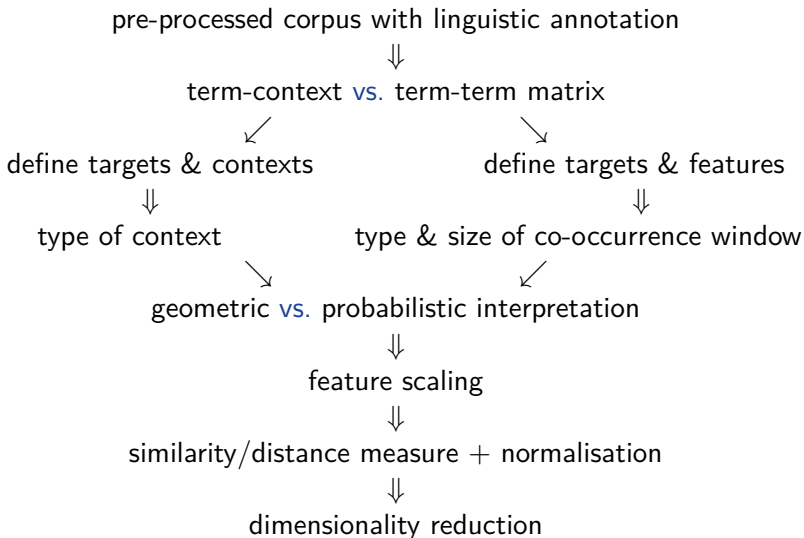 pre-processed corpus with linguistic annotation
⇓
term-context vs. term-term matrix
↙ ↘
define targets & contexts define targets & features
⇓ ⇓
type of context type & size of co-occurrence window
↘ ↙
geometric vs. probabilistic interpretation
⇓
feature scaling
⇓
similarity/distance measure + normalisation
⇓
dimensionality reduction